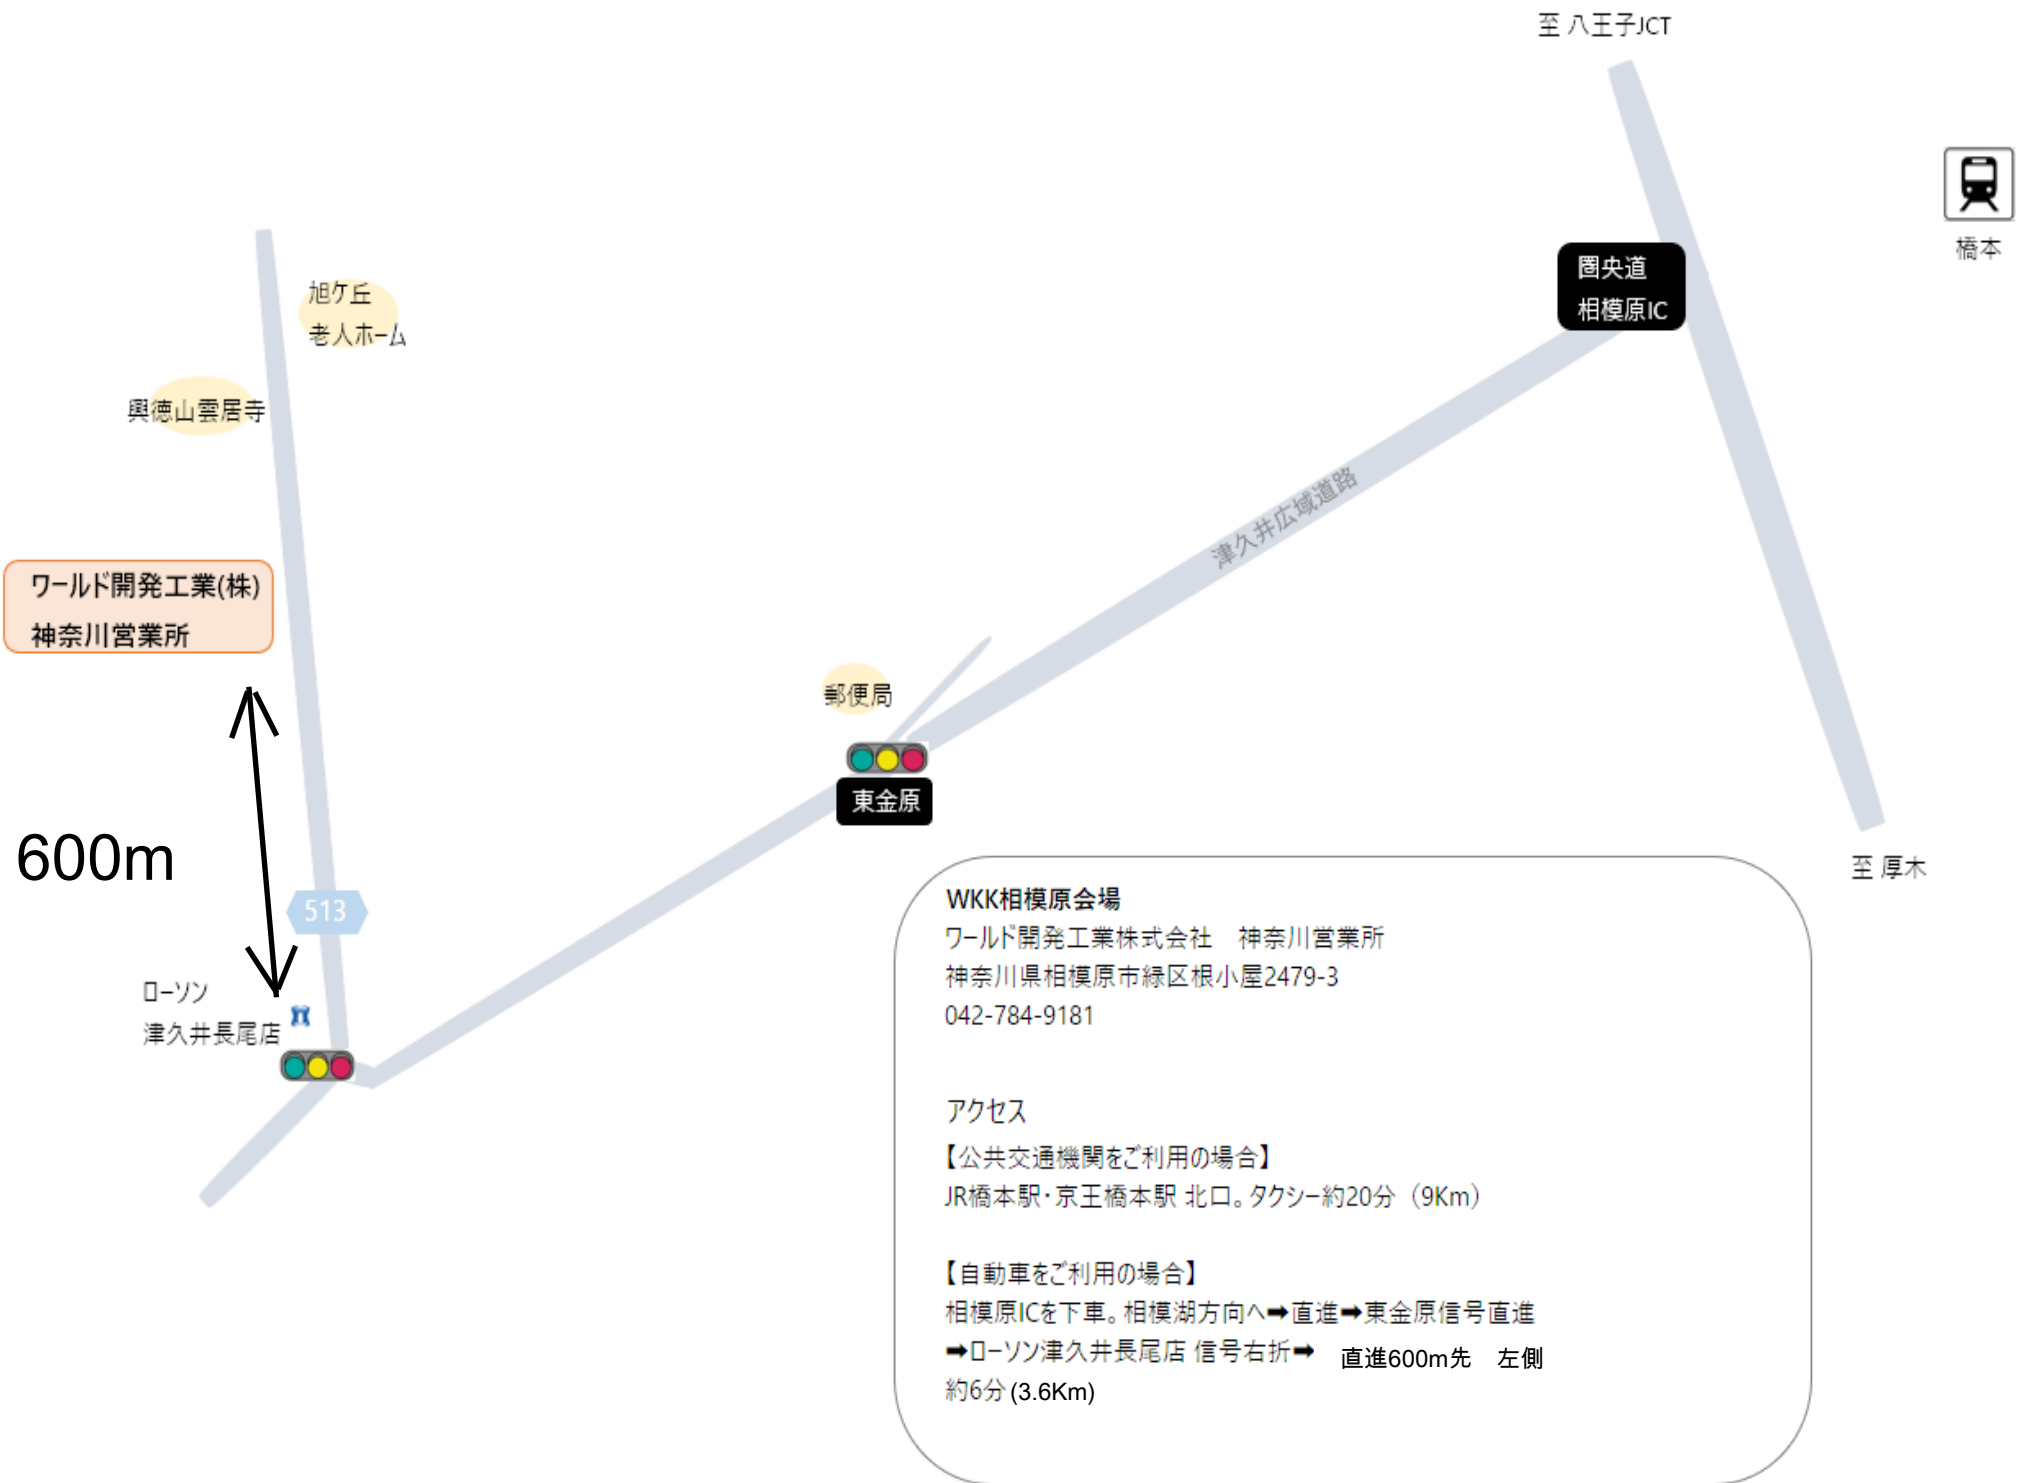 至 八王子JCT
橋本
圏央道
相模原IC
旭ケ丘
老人ホーム
興徳山雲居寺
津久井広域道路
ワールド開発工業(株)
神奈川営業所
郵便局
東金原
600m
至 厚木
513
ローソン
津久井長尾店
WKK相模原会場
ワールド開発工業株式会社　神奈川営業所
神奈川県相模原市緑区根小屋2479-3
042-784-9181
アクセス
【公共交通機関をご利用の場合】
JR橋本駅・京王橋本駅 北口。タクシー約20分（9Km）
【自動車をご利用の場合】
相模原ICを下車。相模湖方向へ➡直進➡東金原信号直進
➡ローソン津久井長尾店 信号右折➡　直進600m先　左側
約6分(3.6Km)